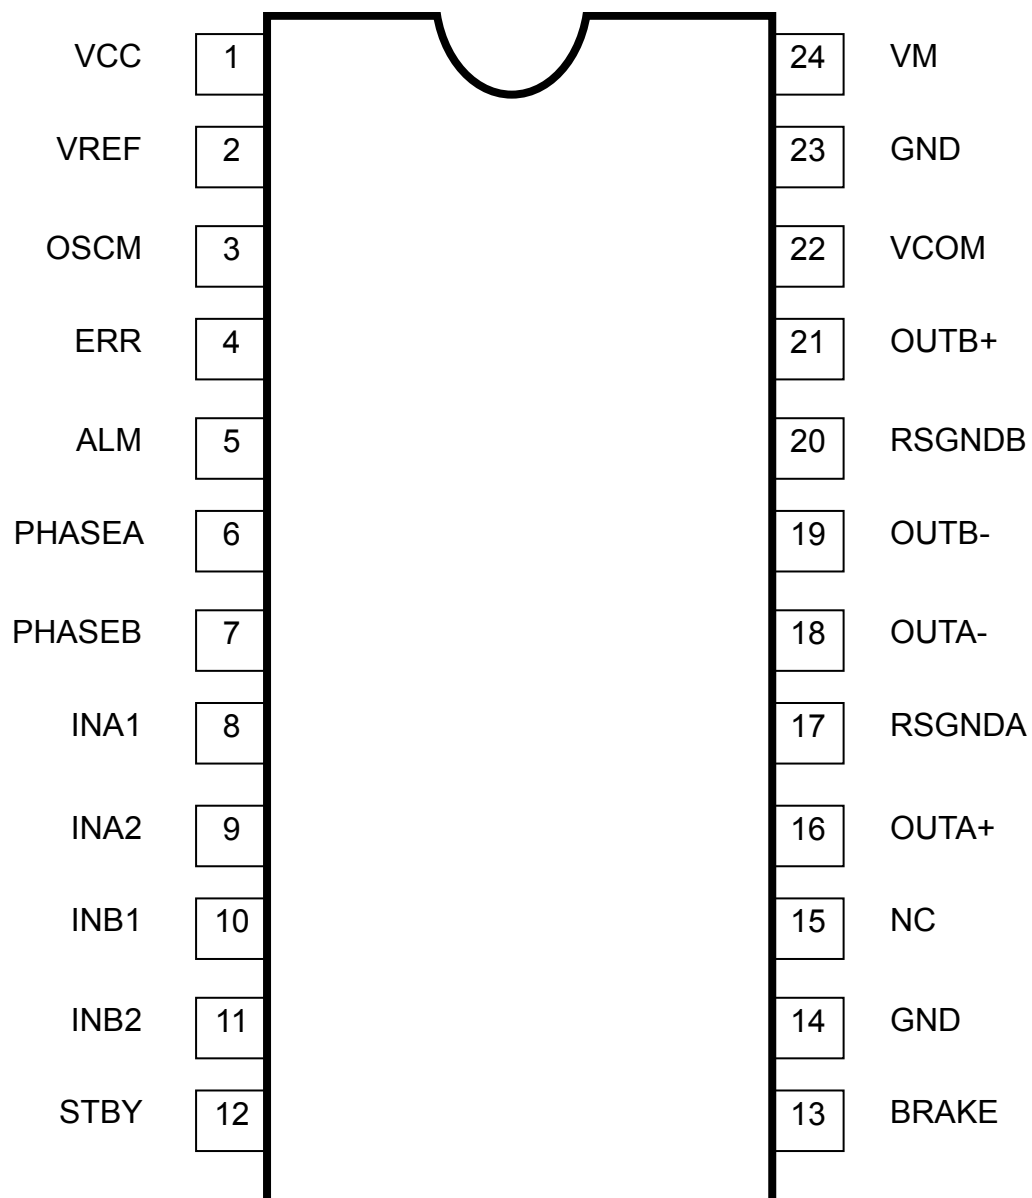 VCC 1 24 VM
VREF 2 23 GND
OSCM 3 22 VCOM
ERR 4 21 OUTB+
ALM 5 20 RSGNDB
PHASEA 6 19 OUTB-
PHASEB 7 18 OUTA-
INA1 8 17 RSGNDA
INA2 9 16 OUTA+
INB1 10 15 NC
INB2 11 14 GND
STBY 12 13 BRAKE